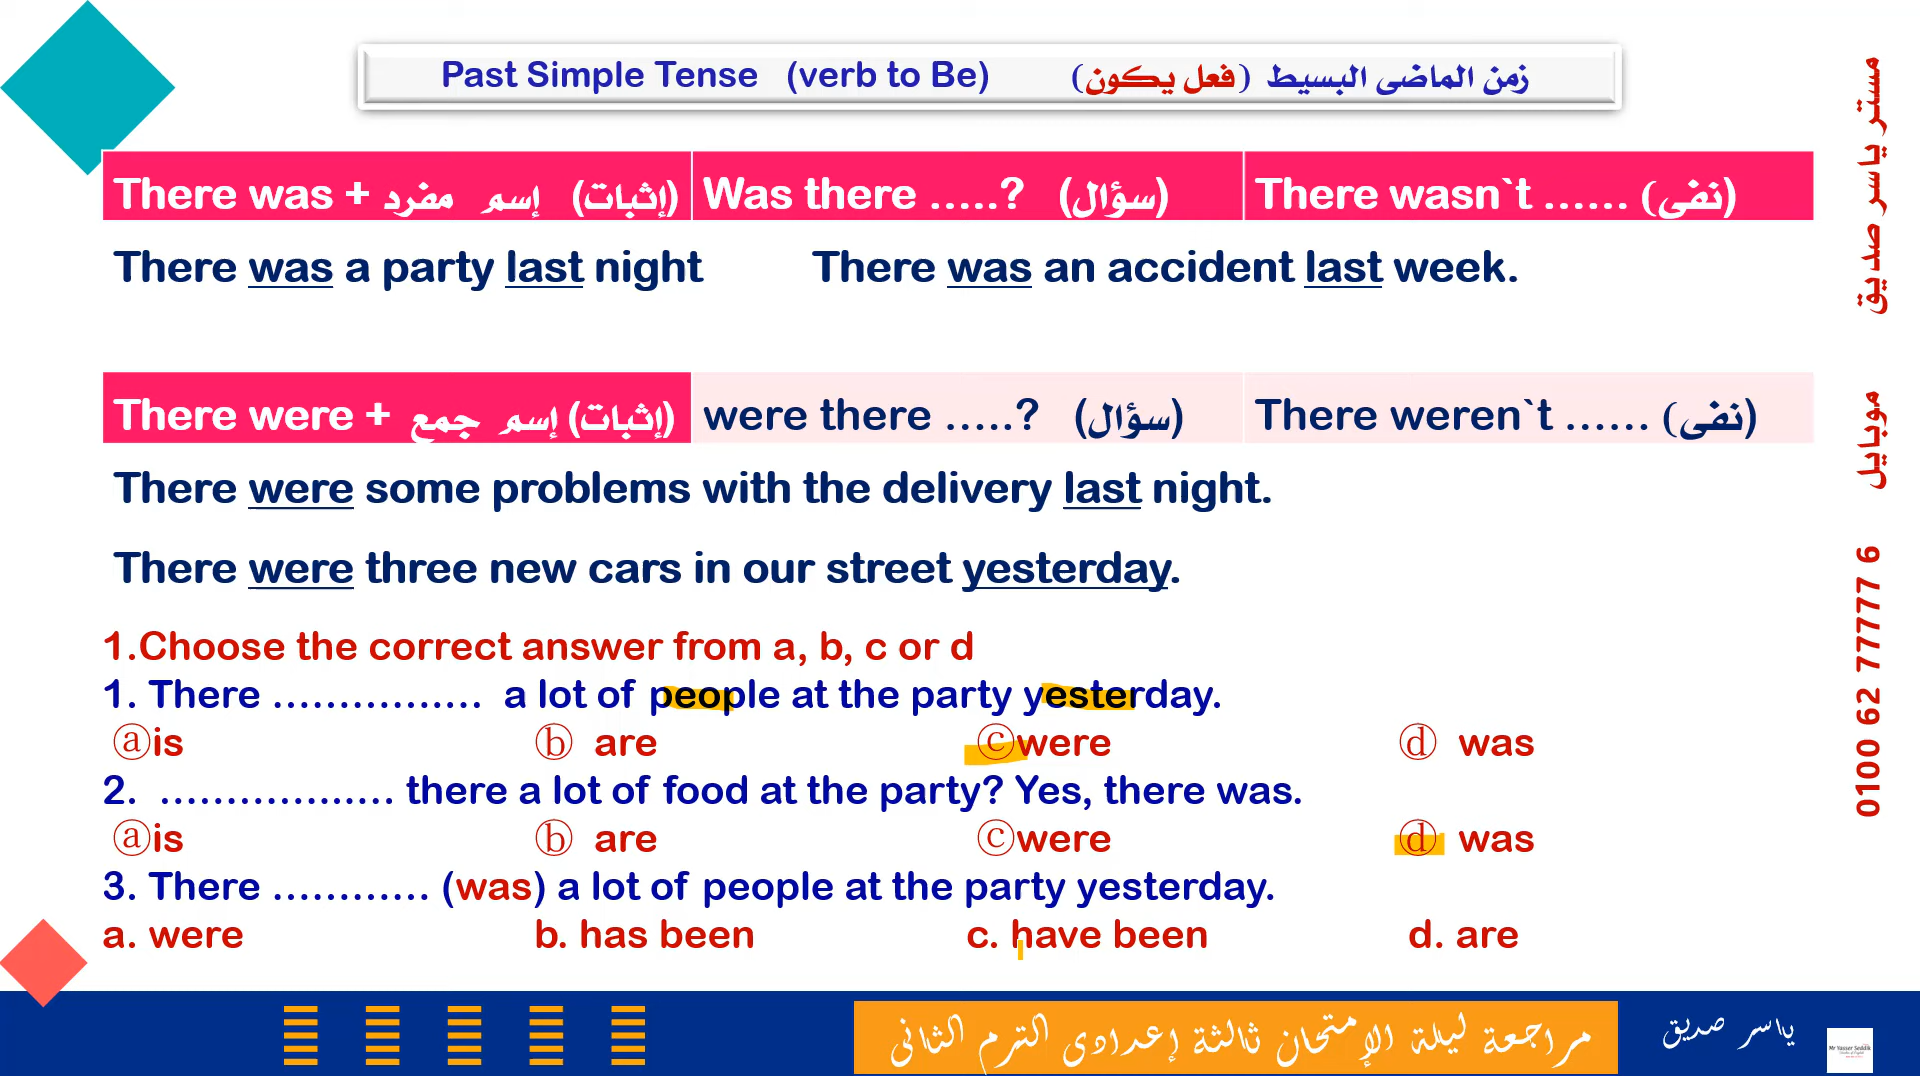 Past Simple Tense (verb to Be) زمن الماضى البسيط (فعل يكون)
There was + إسم مفرد (إثبات) Was there .....? (سؤال) There wasn`t ...... (نفى)
There was a party last night There was an accident last week.
There were + إسم جمع (إثبات) were there .....? (سؤال) There weren`t ...... (نفى)
There were some problems with the delivery last night.
There were three new cars in our street yesterday.
1.Choose the correct answer from a, b, c or d
1. There ................ a lot of people at the party yesterday.
ⓐis ⓑ are ⓒwere ⓓ was
2. .................. there a lot of food at the party? Yes, there was.
ⓐis ⓑ are ⓒwere ⓓ was
3. There ............ (was) a lot of people at the party yesterday.
a. were b. has been c. have been d. are
مستر ياسر صديق موبايل 0100 62 77777 6
مراجعة ليلة الإمتحان ثالثة إعدادى الترم الثانى
ياسر صديق
Mr Yasser Seddik